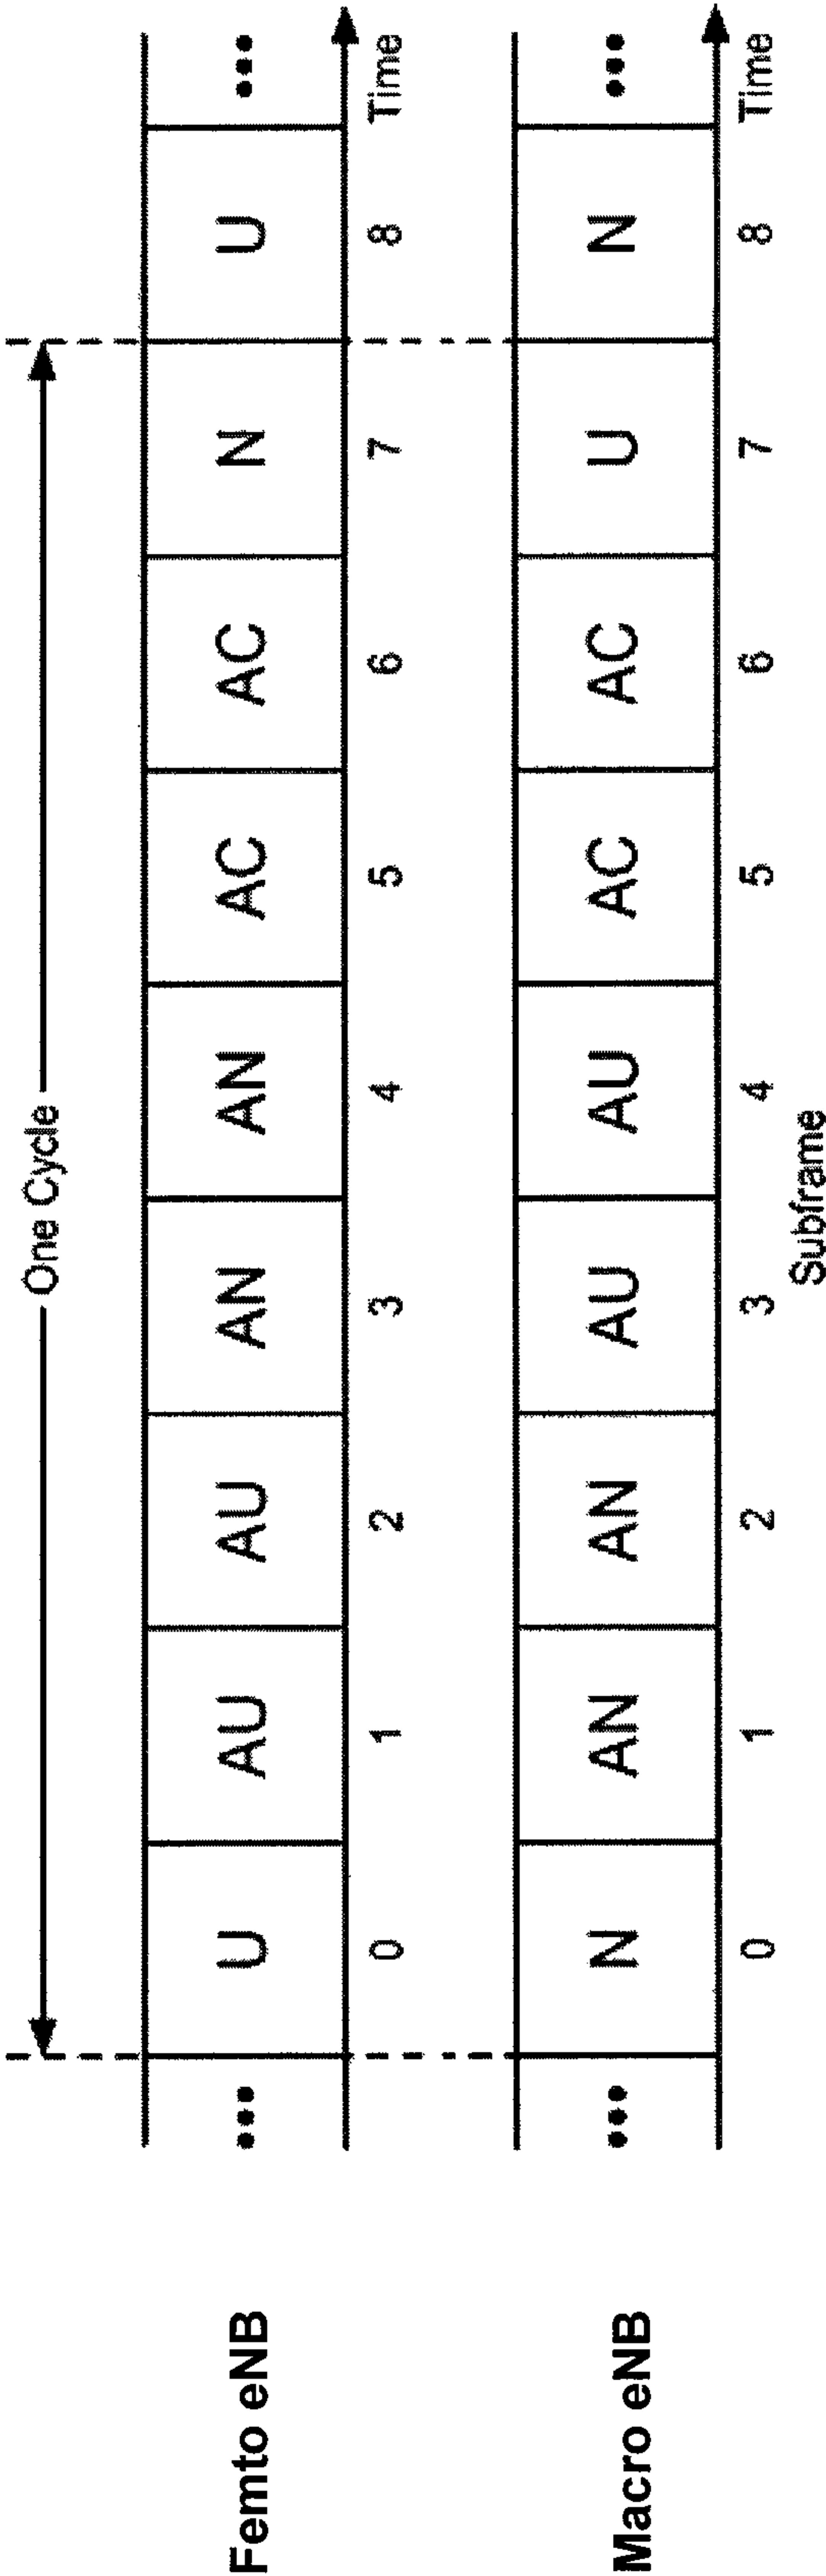 One Cycle
Femto eNB
••• U AU AU AN AN AC AC N U •••
0 1 2 3 4 5 6 7 8 Time
Macro eNB
••• N AN AN AU AU AC AC U N •••
0 1 2 3 4 5 6 7 8 Time
Subframe